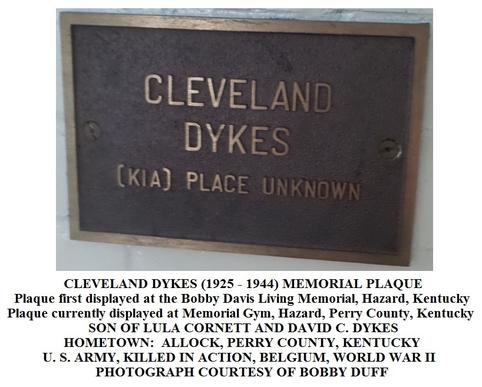 CLEVELAND
DYKES
(KIA) PLACE UNKNOWN
CLEVELAND DYKES (1925 - 1944) MEMORIAL PLAQUE
Plaque first displayed at the Bobby Davis Living Memorial, Hazard, Kentucky
Plaque currently displayed at Memorial Gym, Hazard, Perry County, Kentucky
SON OF LULA CORNETT AND DAVID C. DYKES
HOMETOWN: ALLOCK, PERRY COUNTY, KENTUCKY
U. S. ARMY, KILLED IN ACTION, BELGIUM, WORLD WAR II
PHOTOGRAPH COURTESY OF BOBBY DUFF